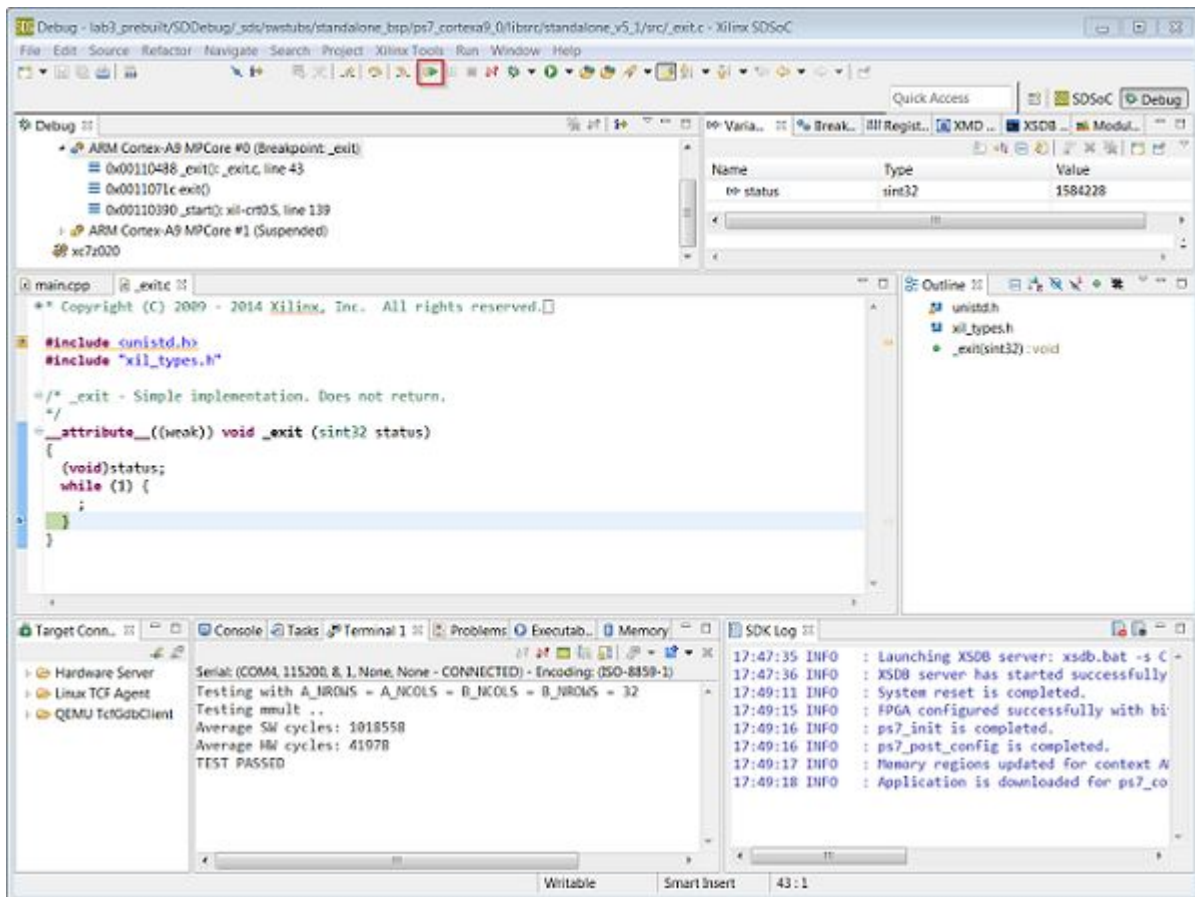 Debug - lab3_prebuilt/SDDebug/_sds/swstubs/standalone_bsp/ps7_cortexa9_0/libsrc/standalone_v5_1/src/_exit.c - Xilinx SDSoC
File Edit Source Refactor Navigate Search Project Xilinx Tools Run Window Help
Quick Access SDSoC Debug
Debug
ARM Cortex-A9 MPCore #0 (Breakpoint: _exit)
0x00110488 _exit(): _exit.c, line 43
0x0011071c exit()
0x00110390 _start(): xil-crt0.S, line 139
ARM Cortex-A9 MPCore #1 (Suspended)
xc7z020
Varia... Break... Regist... XMD ... XSDB ... Modul...
Name Type Value
status sint32 1584228
main.cpp _exit.c
* Copyright (C) 2009 - 2014 Xilinx, Inc. All rights reserved.
#include <unistd.h>
#include "xil_types.h"
/* _exit - Simple implementation. Does not return.
*/
__attribute__((weak)) void _exit (sint32 status)
{
(void)status;
while (1) {
;
}
}
Outline
unistd.h
xil_types.h
_exit(sint32) : void
Target Conn...
Hardware Server
Linux TCF Agent
QEMU TcfGdbClient
Console Tasks Terminal 1 Problems Executab... Memory
Serial: (COM4, 115200, 8, 1, None, None - CONNECTED) - Encoding: (ISO-8859-1)
Testing with A_NROWS = A_NCOLS = B_NCOLS = B_NROWS = 32
Testing mmult ..
Average SW cycles: 1018558
Average HW cycles: 41978
TEST PASSED
SDK Log
17:47:35 INFO : Launching XSDB server: xsdb.bat -s C
17:47:36 INFO : XSDB server has started successfully
17:49:11 INFO : System reset is completed.
17:49:15 INFO : FPGA configured successfully with bi
17:49:16 INFO : ps7_init is completed.
17:49:16 INFO : ps7_post_config is completed.
17:49:17 INFO : Memory regions updated for context A
17:49:18 INFO : Application is downloaded for ps7_co
Writable Smart Insert 43 : 1